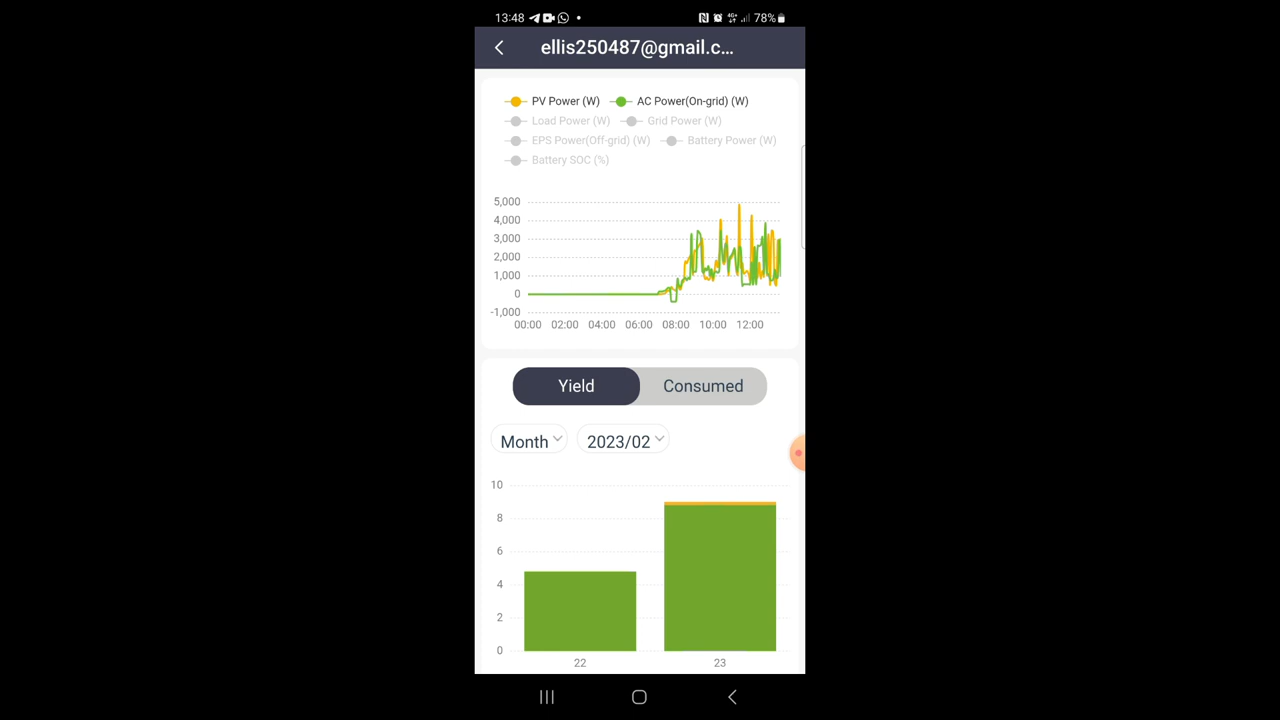 13:48 78%
ellis250487@gmail.c...
PV Power (W) AC Power(On-grid) (W)
Load Power (W) Grid Power (W)
EPS Power(Off-grid) (W) Battery Power (W)
Battery SOC (%)
5,000
4,000
3,000
2,000
1,000
0
-1,000
00:00 02:00 04:00 06:00 08:00 10:00 12:00
Yield Consumed
Month 2023/02
10
8
6
4
2
0
22 23